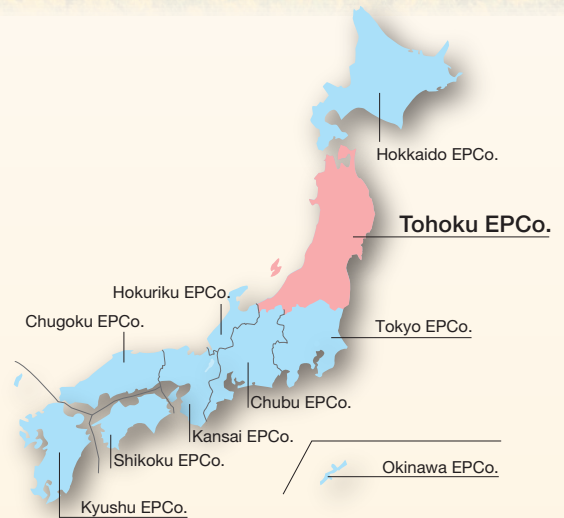 Hokkaido EPCo.
Tohoku EPCo.
Hokuriku EPCo.
Chugoku EPCo.
Tokyo EPCo.
Chubu EPCo.
Kansai EPCo.
Shikoku EPCo.
Okinawa EPCo.
Kyushu EPCo.